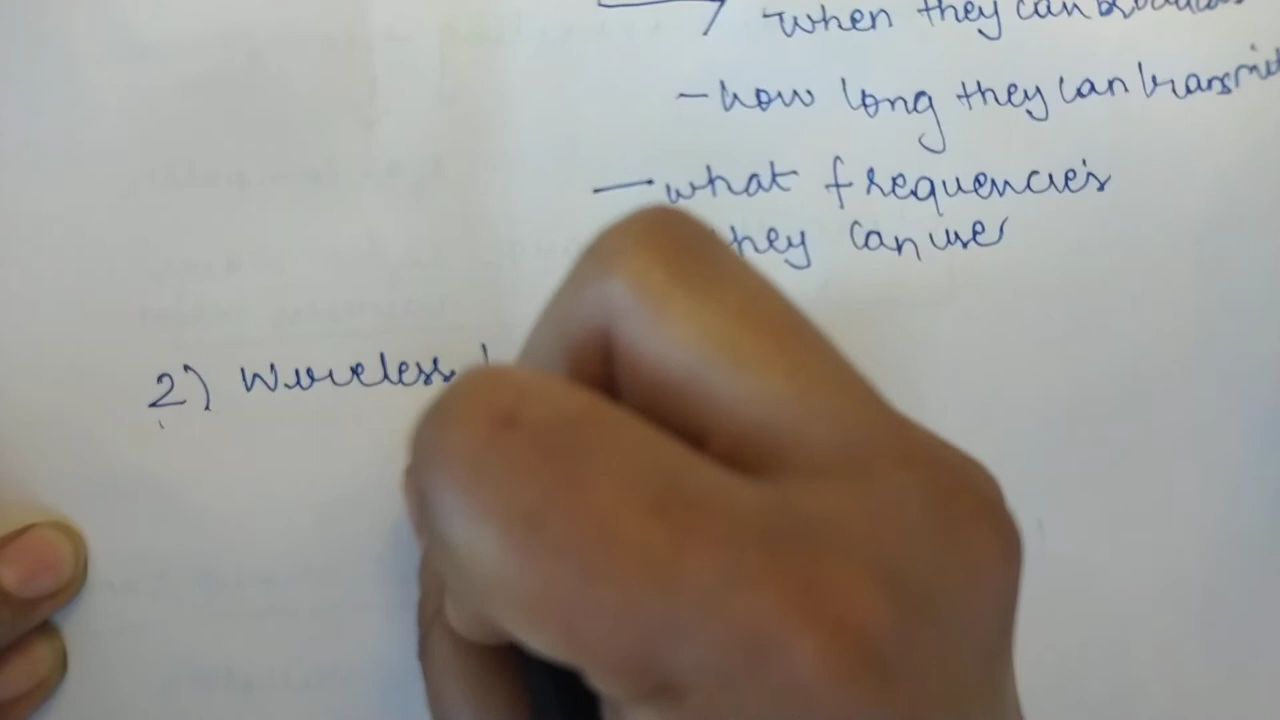 when they can
- how long they can transmit
- what frequencies
they can use
2) Wireless